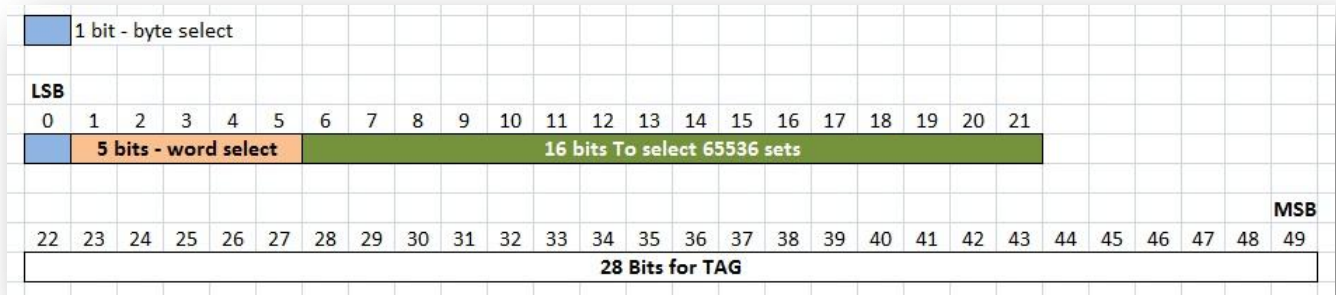 1 bit - byte select
LSB
0 1 2 3 4 5 6 7 8 9 10 11 12 13 14 15 16 17 18 19 20 21
5 bits - word select 16 bits To select 65536 sets
MSB
22 23 24 25 26 27 28 29 30 31 32 33 34 35 36 37 38 39 40 41 42 43 44 45 46 47 48 49
28 Bits for TAG